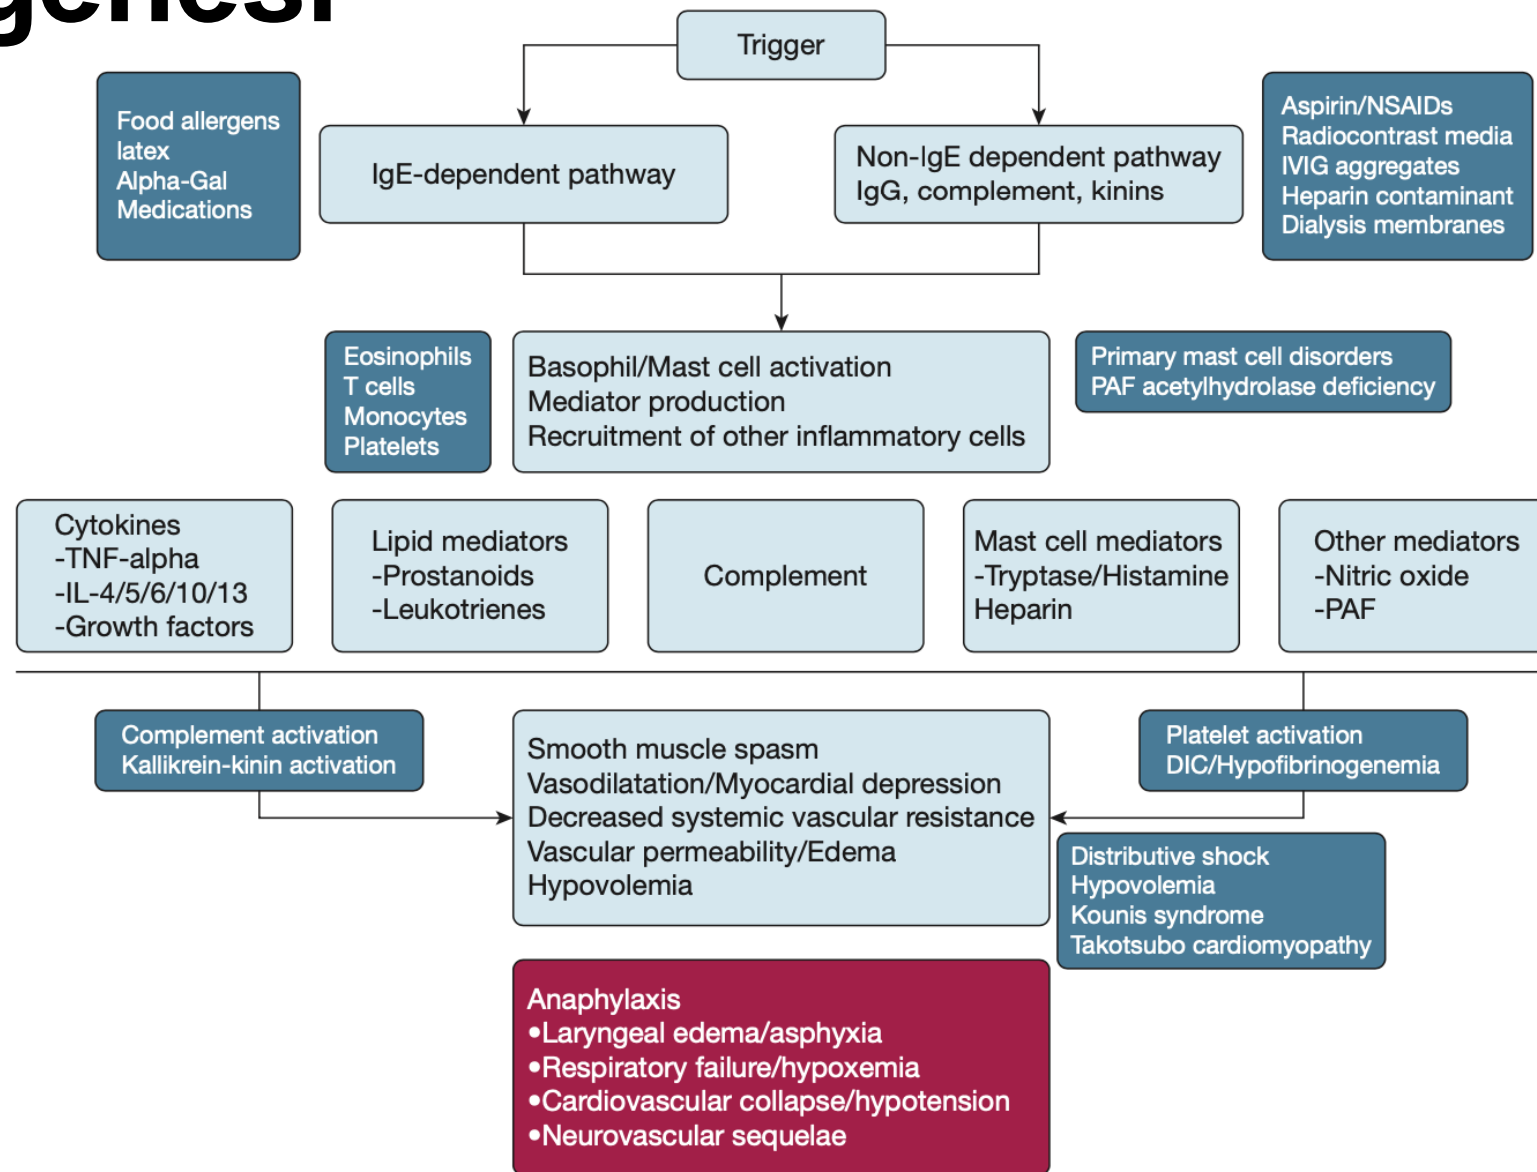 Trigger
Food allergens
latex
Alpha-Gal
Medications
IgE-dependent pathway
Non-IgE dependent pathway
IgG, complement, kinins
Aspirin/NSAIDs
Radiocontrast media
IVIG aggregates
Heparin contaminant
Dialysis membranes
Eosinophils
T cells
Monocytes
Platelets
Basophil/Mast cell activation
Mediator production
Recruitment of other inflammatory cells
Primary mast cell disorders
PAF acetylhydrolase deficiency
Cytokines
-TNF-alpha
-IL-4/5/6/10/13
-Growth factors
Lipid mediators
-Prostanoids
-Leukotrienes
Complement
Mast cell mediators
-Tryptase/Histamine
Heparin
Other mediators
-Nitric oxide
-PAF
Complement activation
Kallikrein-kinin activation
Smooth muscle spasm
Vasodilatation/Myocardial depression
Decreased systemic vascular resistance
Vascular permeability/Edema
Hypovolemia
Platelet activation
DIC/Hypofibrinogenemia
Distributive shock
Hypovolemia
Kounis syndrome
Takotsubo cardiomyopathy
Anaphylaxis
•Laryngeal edema/asphyxia
•Respiratory failure/hypoxemia
•Cardiovascular collapse/hypotension
•Neurovascular sequelae